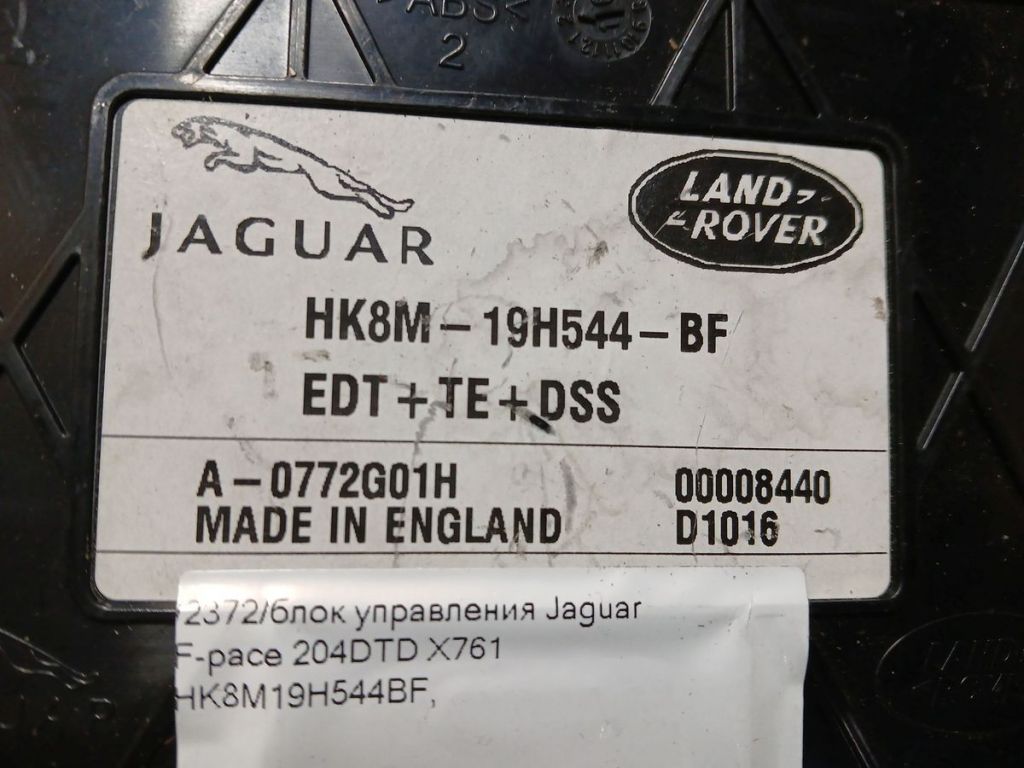 >ABS<
2
JAGUAR
LAND
ROVER
HK8M-19H544-BF
EDT+TE+DSS
A-0772G01H
00008440
MADE IN ENGLAND
D1016
2372/блок управления Jaguar
F-pace 204DTD X761
HK8M19H544BF,